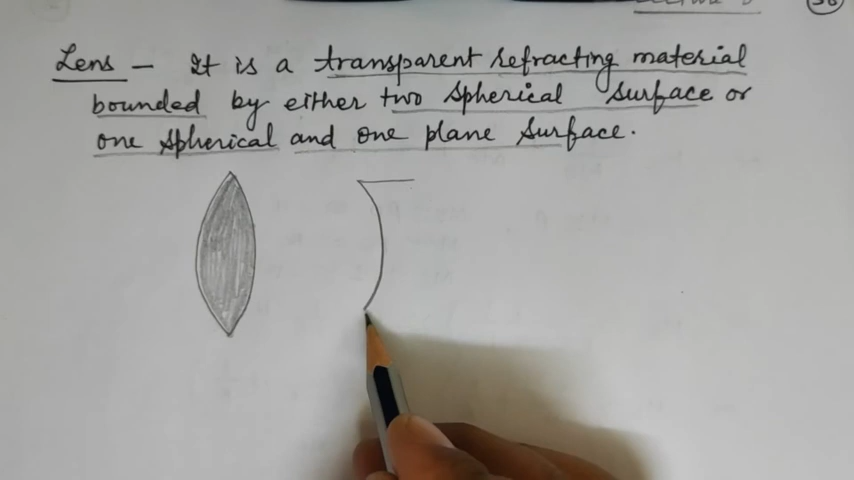 Lens - It is a transparent refracting material
bounded by either two spherical surface or
one spherical and one plane surface.